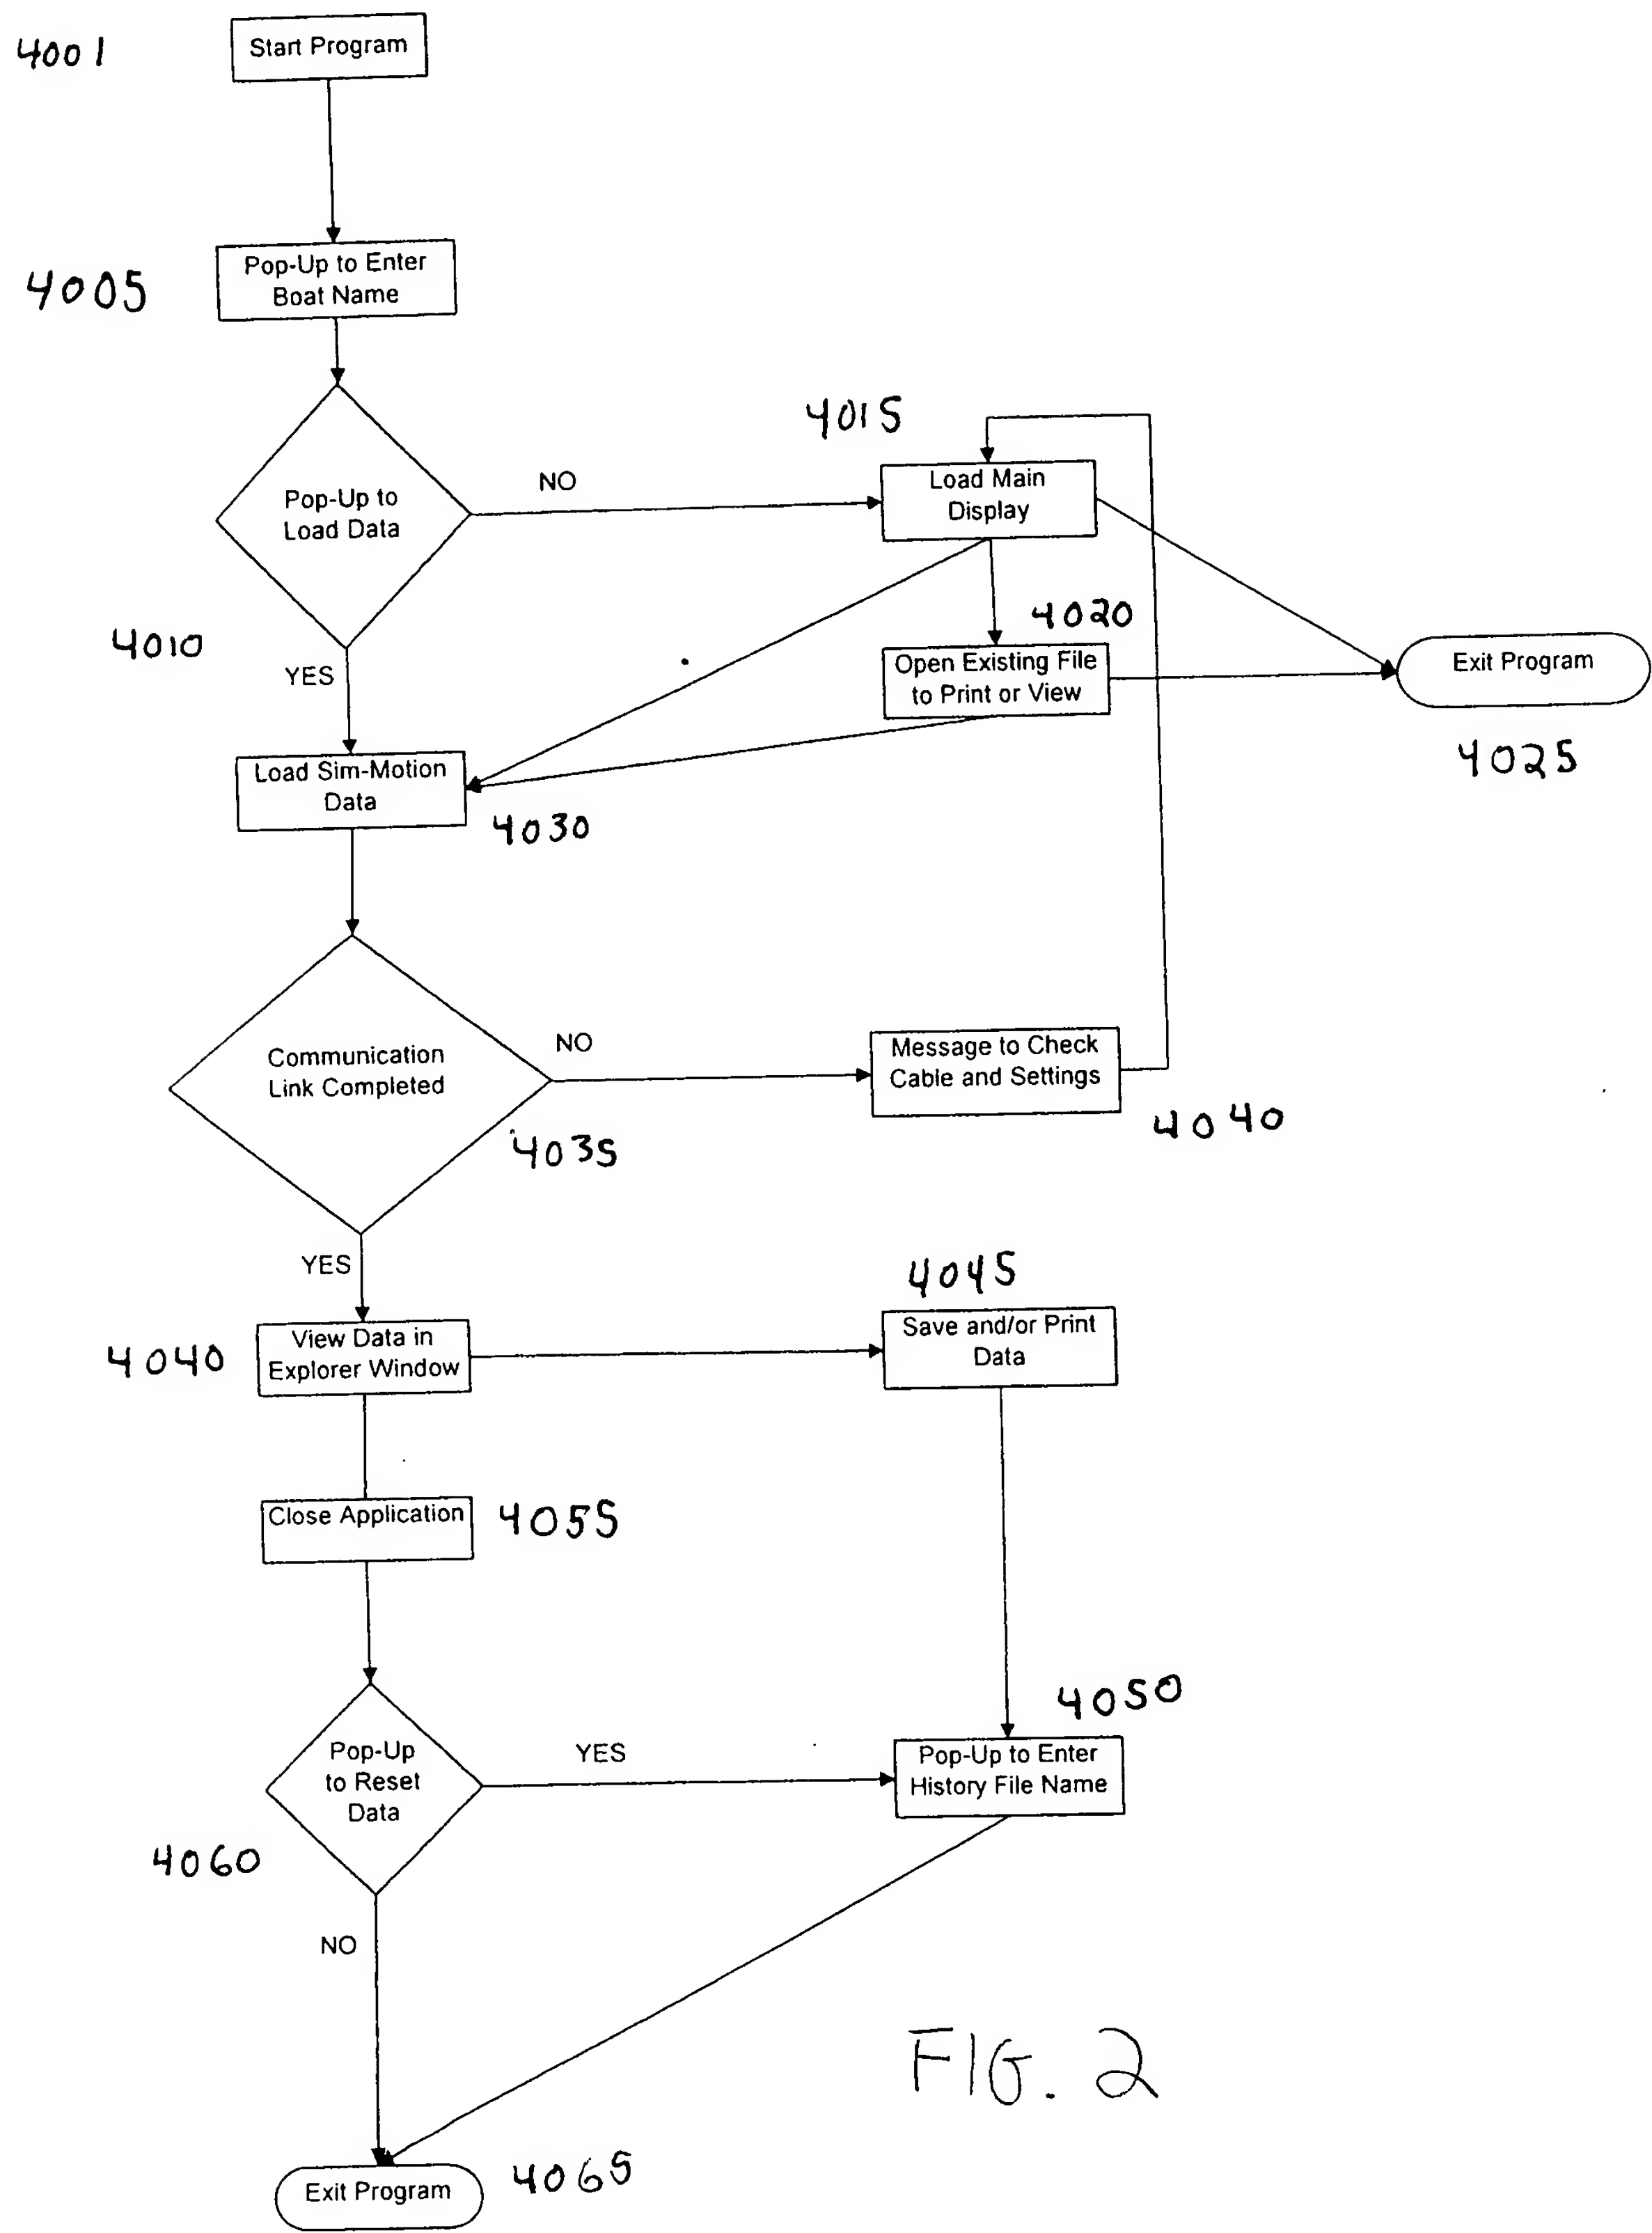 4001
Start Program
4005
Pop-Up to Enter
Boat Name
4015
NO
Load Main
Display
Pop-Up to
Load Data
4010
YES
4020
Open Existing File
to Print or View
Exit Program
4025
Load Sim-Motion
Data
4030
NO
Communication
Link Completed
Message to Check
Cable and Settings
4035
4040
YES
4045
4040
View Data in
Explorer Window
Save and/or Print
Data
Close Application
4055
4050
Pop-Up
to Reset
Data
YES
Pop-Up to Enter
History File Name
4060
NO
FIG. 2
Exit Program
4065